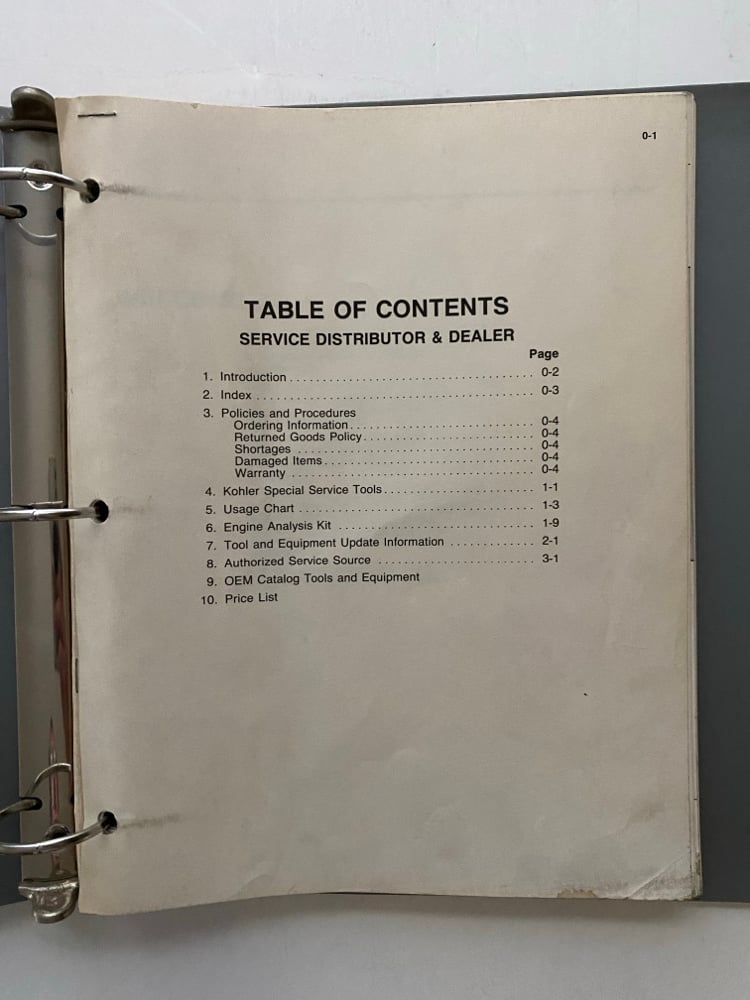 0-1
TABLE OF CONTENTS
SERVICE DISTRIBUTOR & DEALER
Page
1. Introduction . . . . . . . . . . . . . . . . . . . . . . . . . . . . . . . . . . . . . 0-2
2. Index . . . . . . . . . . . . . . . . . . . . . . . . . . . . . . . . . . . . . . . . . . 0-3
3. Policies and Procedures
Ordering Information . . . . . . . . . . . . . . . . . . . . . . . . . . . . 0-4
Returned Goods Policy . . . . . . . . . . . . . . . . . . . . . . . . . . 0-4
Shortages . . . . . . . . . . . . . . . . . . . . . . . . . . . . . . . . . . . . 0-4
Damaged Items . . . . . . . . . . . . . . . . . . . . . . . . . . . . . . . . 0-4
Warranty . . . . . . . . . . . . . . . . . . . . . . . . . . . . . . . . . . . . . 0-4
4. Kohler Special Service Tools . . . . . . . . . . . . . . . . . . . . . . . 1-1
5. Usage Chart . . . . . . . . . . . . . . . . . . . . . . . . . . . . . . . . . . . . 1-3
6. Engine Analysis Kit . . . . . . . . . . . . . . . . . . . . . . . . . . . . . . 1-9
7. Tool and Equipment Update Information . . . . . . . . . . . . . 2-1
8. Authorized Service Source . . . . . . . . . . . . . . . . . . . . . . . . 3-1
9. OEM Catalog Tools and Equipment
10. Price List